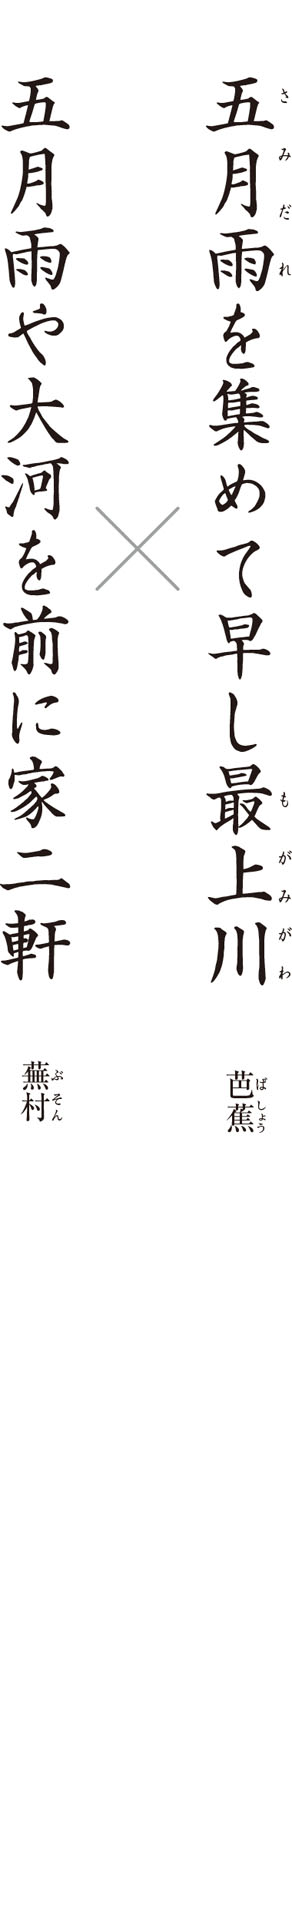 五月雨を集めて早し最上川 芭蕉
さみだれ もがみがわ ばしょう
五月雨や大河を前に家二軒 蕪村
ぶそん